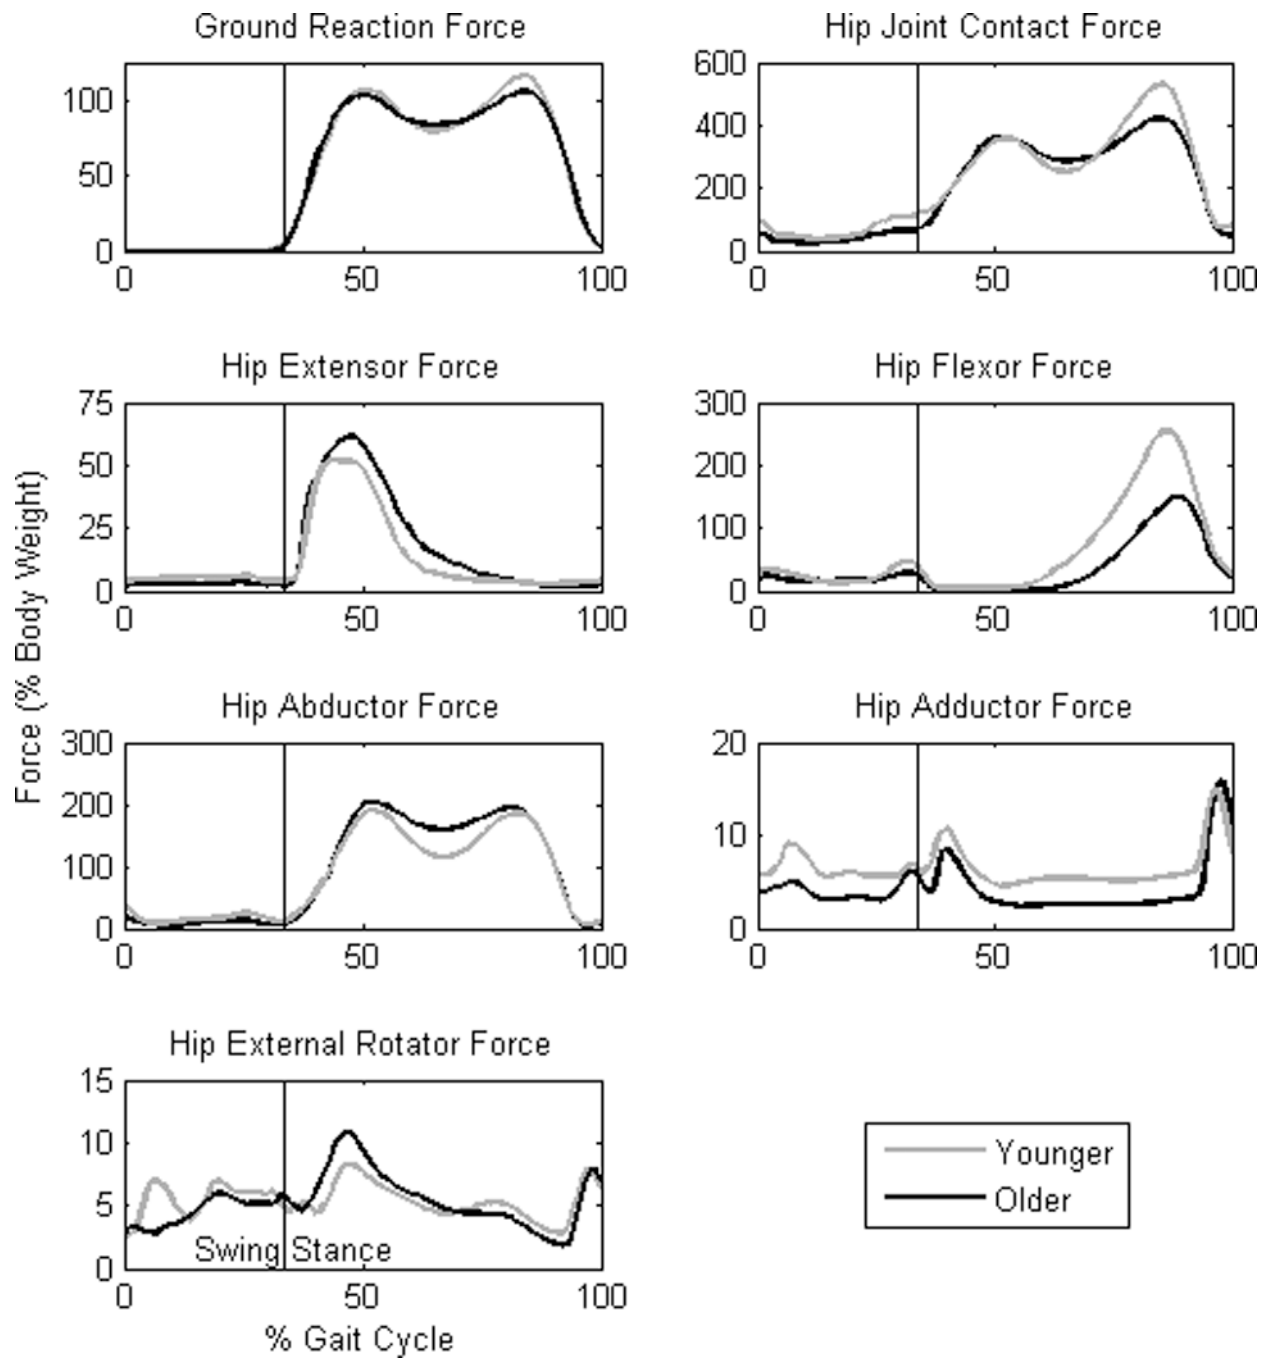 Ground Reaction Force
100
50
0
0 50 100
Hip Joint Contact Force
600
400
200
0
0 50 100
Hip Extensor Force
75
50
25
0
0 50 100
Hip Flexor Force
300
200
100
0
0 50 100
Force (% Body Weight)
Hip Abductor Force
300
200
100
0
0 50 100
Hip Adductor Force
20
10
0
0 50 100
Hip External Rotator Force
15
10
5
0
Swing Stance
0 50 100
% Gait Cycle
Younger
Older